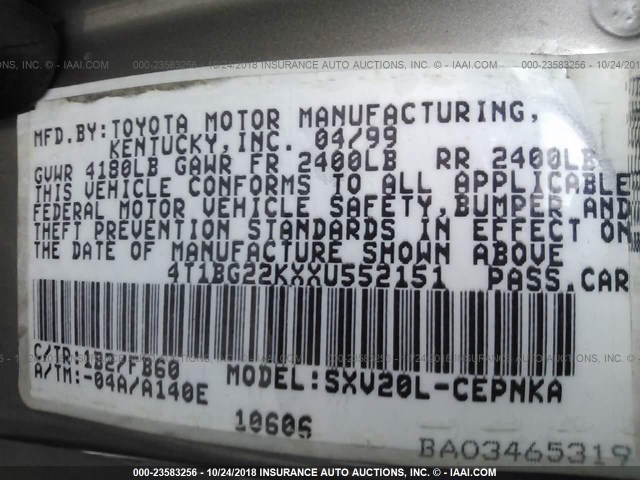 000-23583256 - 10/24/2018 INSURANCE AUTO AUCTIONS, INC. - IAAI.COM
MFD.BY:TOYOTA MOTOR MANUFACTURING,
KENTUCKY,INC. 04/99
GVWR 4180LB GAWR FR 2400LB RR 2400LB
THIS VEHICLE CONFORMS TO ALL APPLICABLE
FEDERAL MOTOR VEHICLE SAFETY,BUMPER AND
THEFT PREVENTION STANDARDS IN EFFECT ON
THE DATE OF MANUFACTURE SHOWN ABOVE
4T1BG22KXXU552151 PASS.CAR
C/TR:1B2/FB60
A/TM:-04A/A140E MODEL:SXV20L-CEPNKA
10606
BA03465319
000-23583256 - 10/24/2018 INSURANCE AUTO AUCTIONS, INC. - IAAI.COM